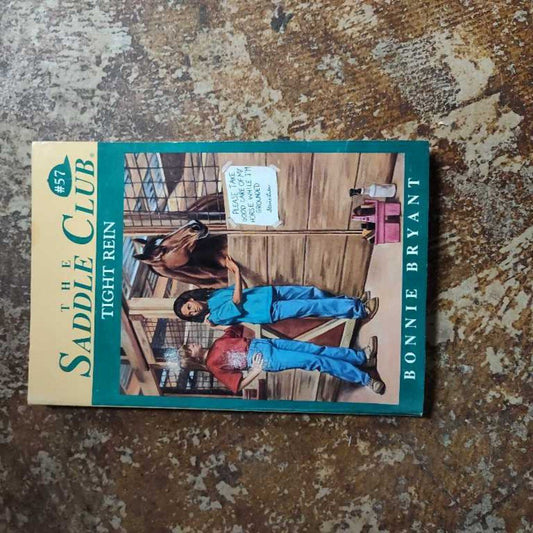 #57
THE
SADDLE CLUB®
TIGHT REIN
PLEASE TAKE
GOOD CARE OF MY
HORSE WHILE I'M
GROUNDED
BONNIE BRYANT